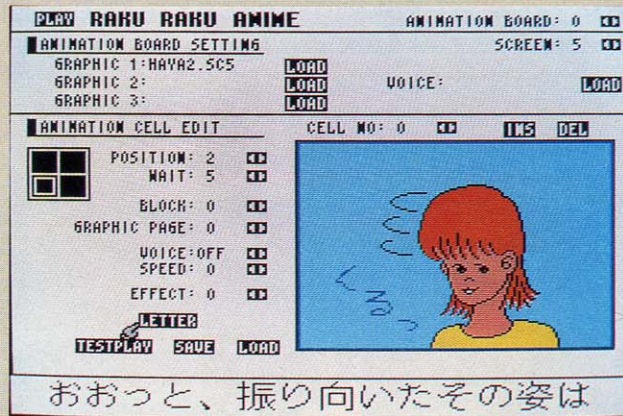 PLAY RAKU RAKU ANIME ANIMATION BOARD: 0
ANIMATION BOARD SETTING SCREEN: 5
GRAPHIC 1:HAYA2.SC5 LOAD
GRAPHIC 2: LOAD VOICE: LOAD
GRAPHIC 3: LOAD
ANIMATION CELL EDIT CELL NO: 0 INS DEL
POSITION: 2
WAIT: 5
BLOCK: 0
GRAPHIC PAGE: 0
VOICE:OFF
SPEED: 0
EFFECT: 0
LETTER
TESTPLAY SAVE LOAD
くるっ
おおっと、振り向いたその姿は